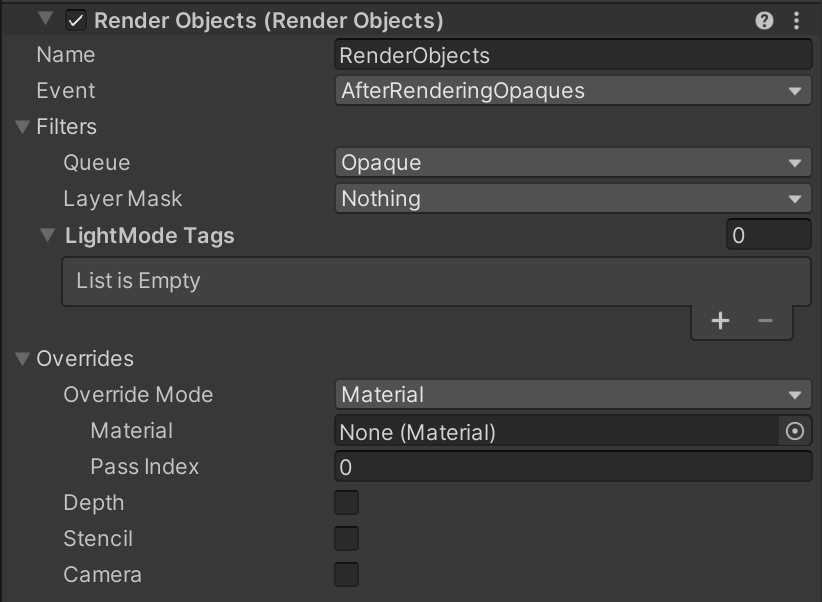 Render Objects (Render Objects)
Name RenderObjects
Event AfterRenderingOpaques
Filters
Queue Opaque
Layer Mask Nothing
LightMode Tags 0
List is Empty
Overrides
Override Mode Material
Material None (Material)
Pass Index 0
Depth
Stencil
Camera